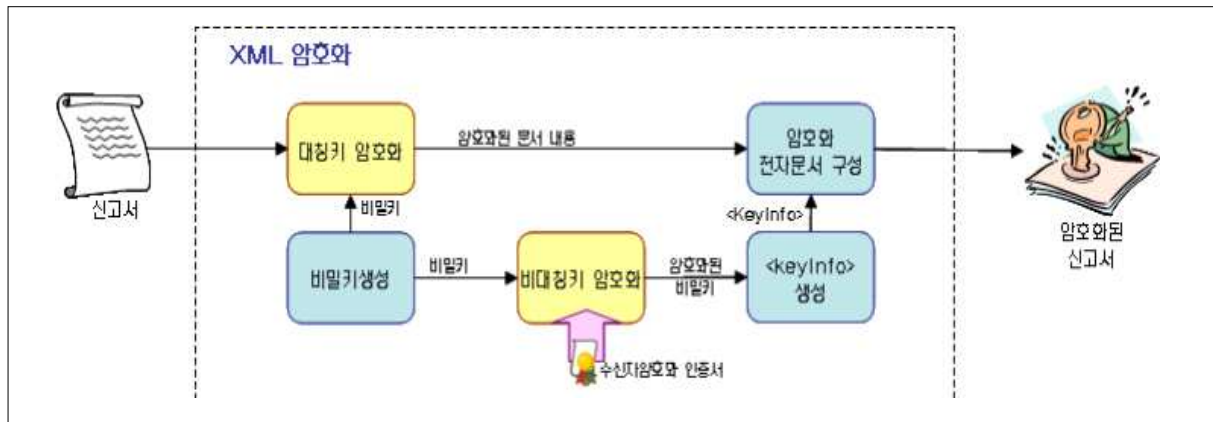 XML 암호화
대칭키 암호화
암호화된 문서 내용
암호화
전자문서 구성
신고서
비밀키
<KeyInfo>
암호화된
신고서
비밀키생성
비밀키
비대칭키 암호화
암호화된
비밀키
<keyInfo>
생성
수신자암호화 인증서